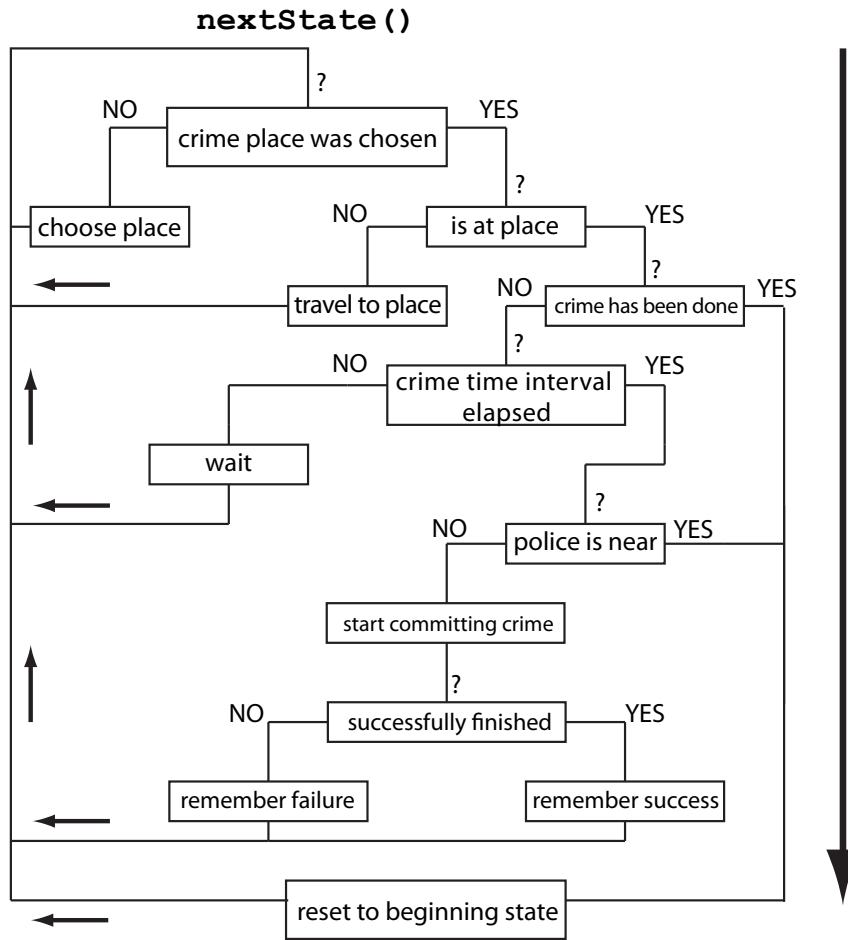 nextState()
?
NO
YES
crime place was chosen
?
choose place
NO
is at place
YES
?
travel to place
NO
crime has been done
YES
?
NO
crime time interval
elapsed
YES
wait
?
NO
police is near
YES
start committing crime
?
NO
successfully finished
YES
remember failure
remember success
reset to beginning state